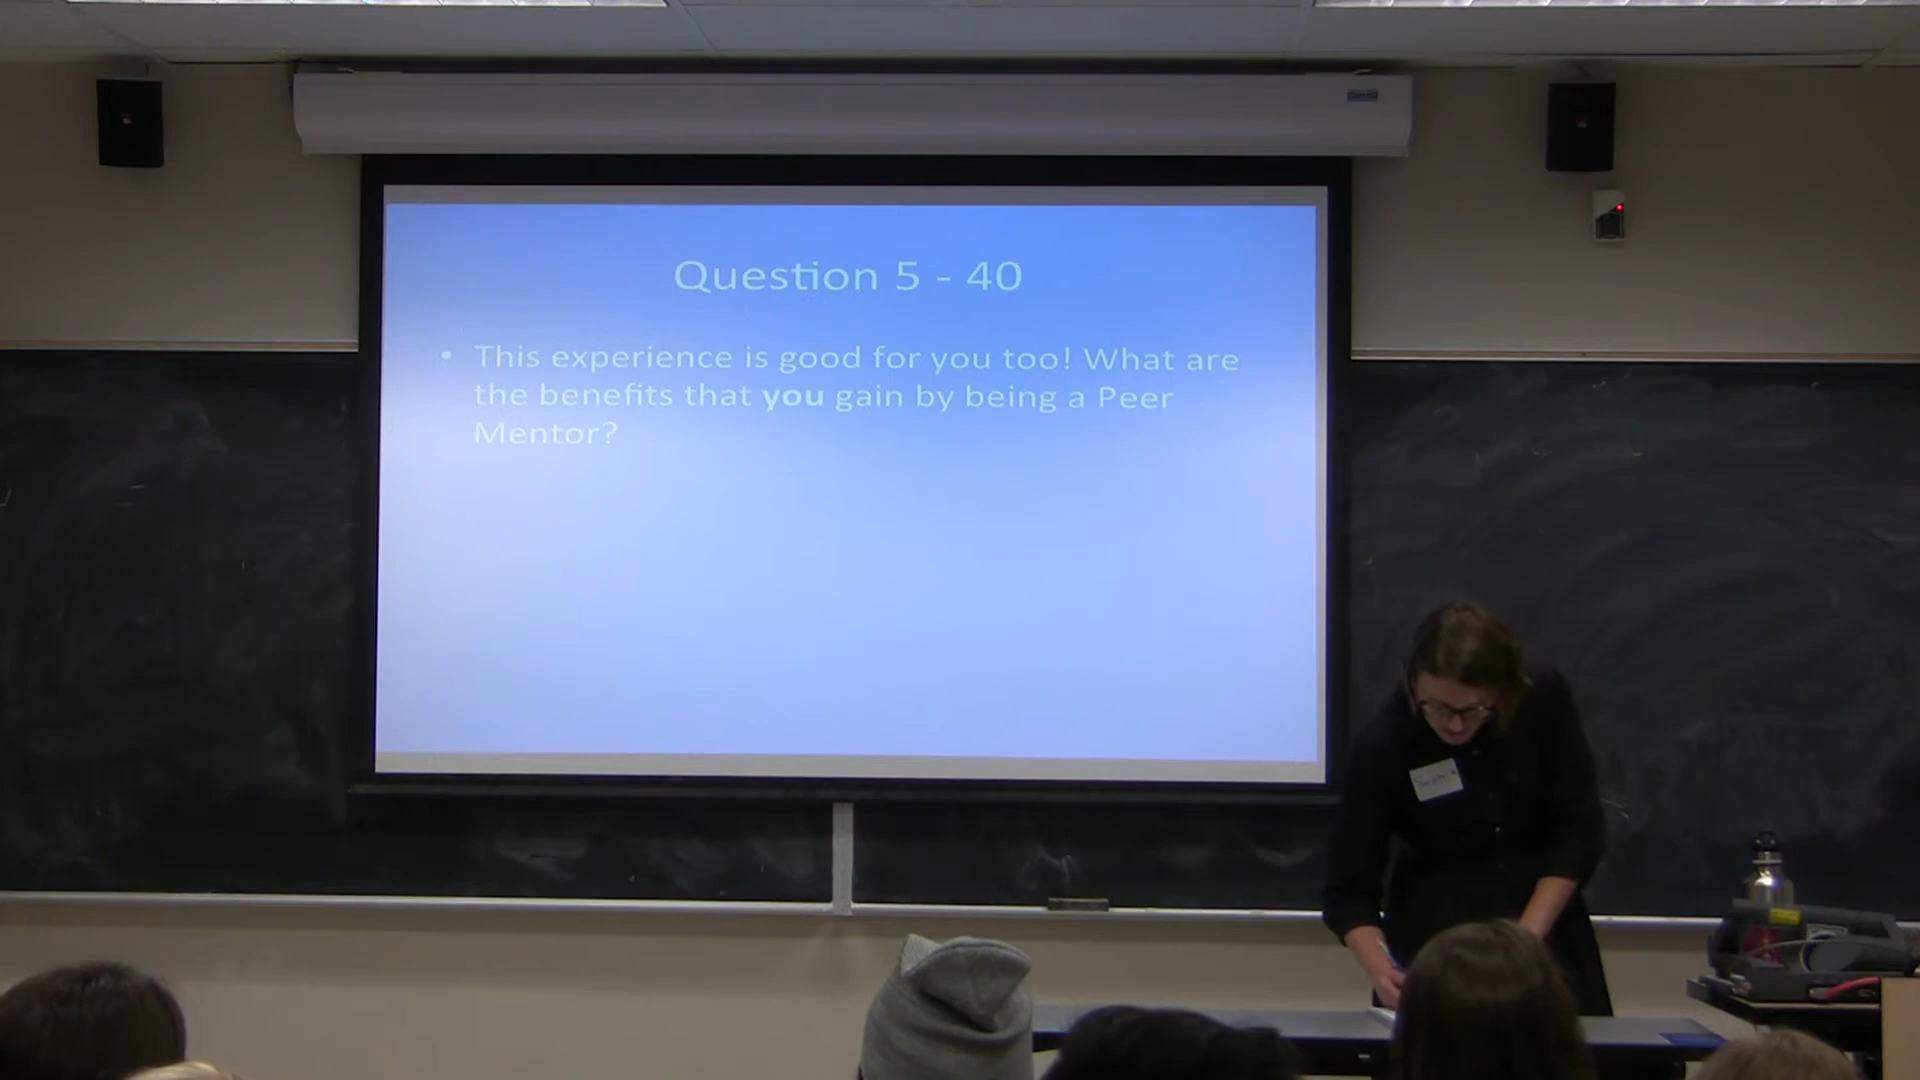 Question 5 - 40
• This experience is good for you too! What are
the benefits that you gain by being a Peer
Mentor?